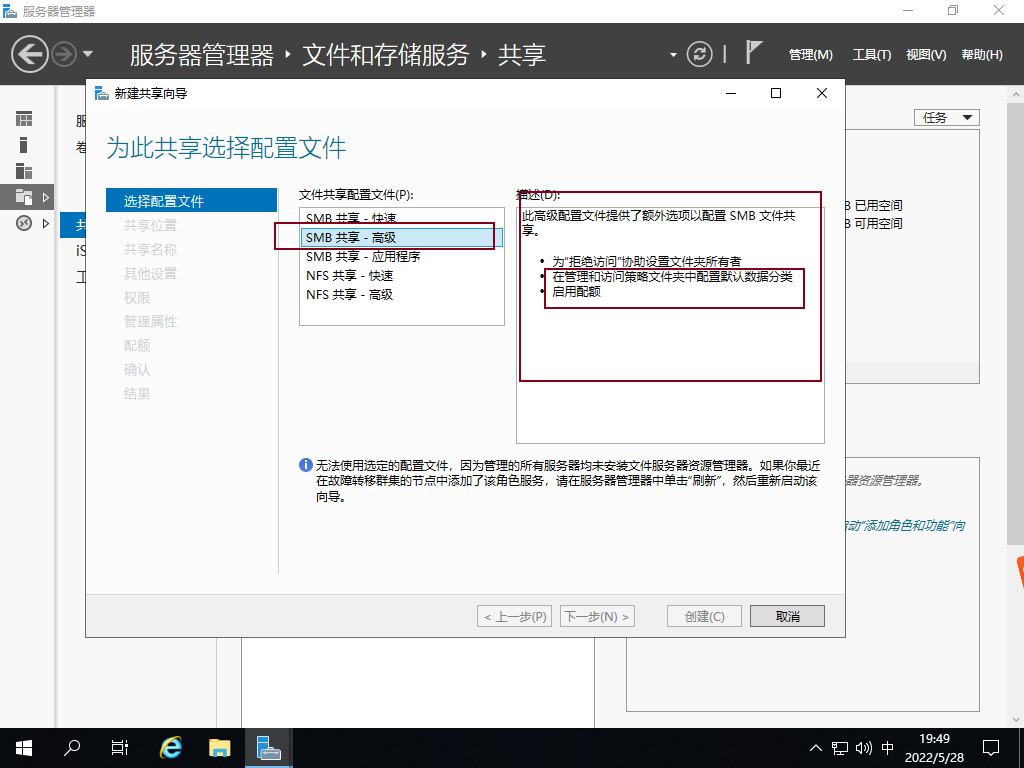 服务器管理器
服务器管理器 ‣ 文件和存储服务 ‣ 共享
管理(M) 工具(T) 视图(V) 帮助(H)
新建共享向导
任务
为此共享选择配置文件
选择配置文件
共享位置
共享名称
其他设置
权限
管理属性
配额
确认
结果
文件共享配置文件(P):
SMB 共享 - 快速
SMB 共享 - 高级
SMB 共享 - 应用程序
NFS 共享 - 快速
NFS 共享 - 高级
描述(D):
此高级配置文件提供了额外选项以配置 SMB 文件共
享。
• 为“拒绝访问”协助设置文件夹所有者
• 在管理和访问策略文件夹中配置默认数据分类
• 启用配额
已用空间
可用空间
无法使用选定的配置文件，因为管理的所有服务器均未安装文件服务器资源管理器。如果你最近
在故障转移群集的节点中添加了该角色服务，请在服务器管理器中单击“刷新”，然后重新启动该
向导。
器资源管理器。
动“添加角色和功能”向
< 上一步(P) 下一步(N) > 创建(C) 取消
中
19:49
2022/5/28